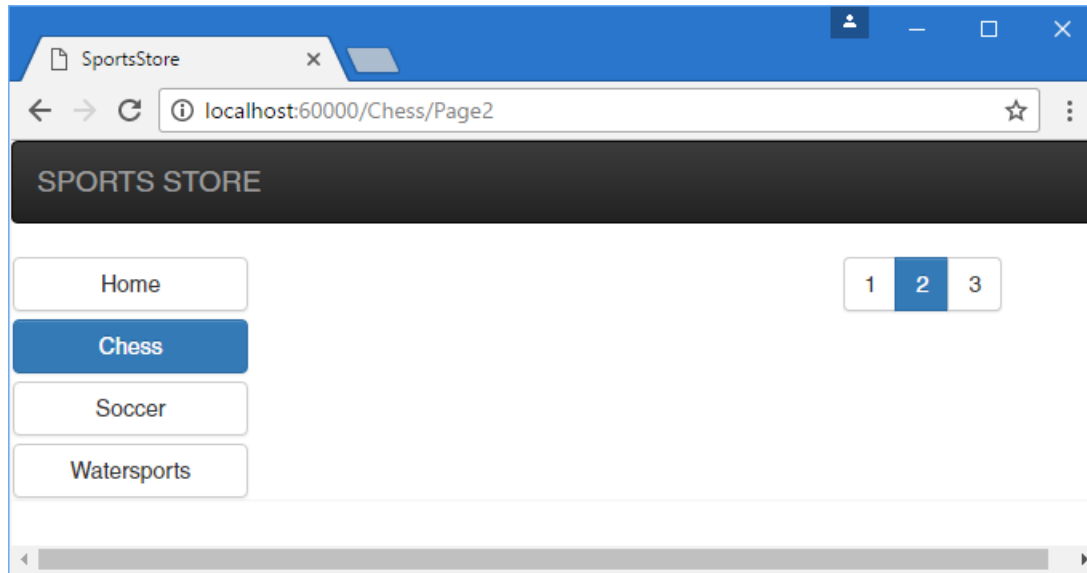 SportsStore
localhost:60000/Chess/Page2
SPORTS STORE
Home
1 2 3
Chess
Soccer
Watersports